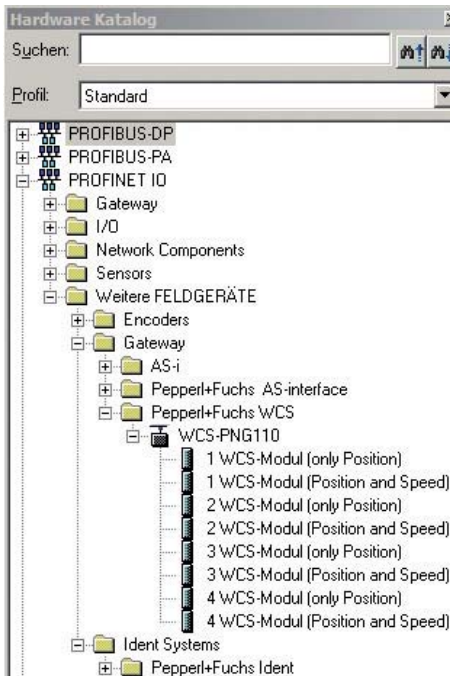 Hardware Katalog
Suchen:
Profil: Standard
PROFIBUS-DP
PROFIBUS-PA
PROFINET IO
Gateway
I/O
Network Components
Sensors
Weitere FELDGERÄTE
Encoders
Gateway
AS-i
Pepperl+Fuchs AS-interface
Pepperl+Fuchs WCS
WCS-PNG110
1 WCS-Modul (only Position)
1 WCS-Modul (Position and Speed)
2 WCS-Modul (only Position)
2 WCS-Modul (Position and Speed)
3 WCS-Modul (only Position)
3 WCS-Modul (Position and Speed)
4 WCS-Modul (only Position)
4 WCS-Modul (Position and Speed)
Ident Systems
Pepperl+Fuchs Ident